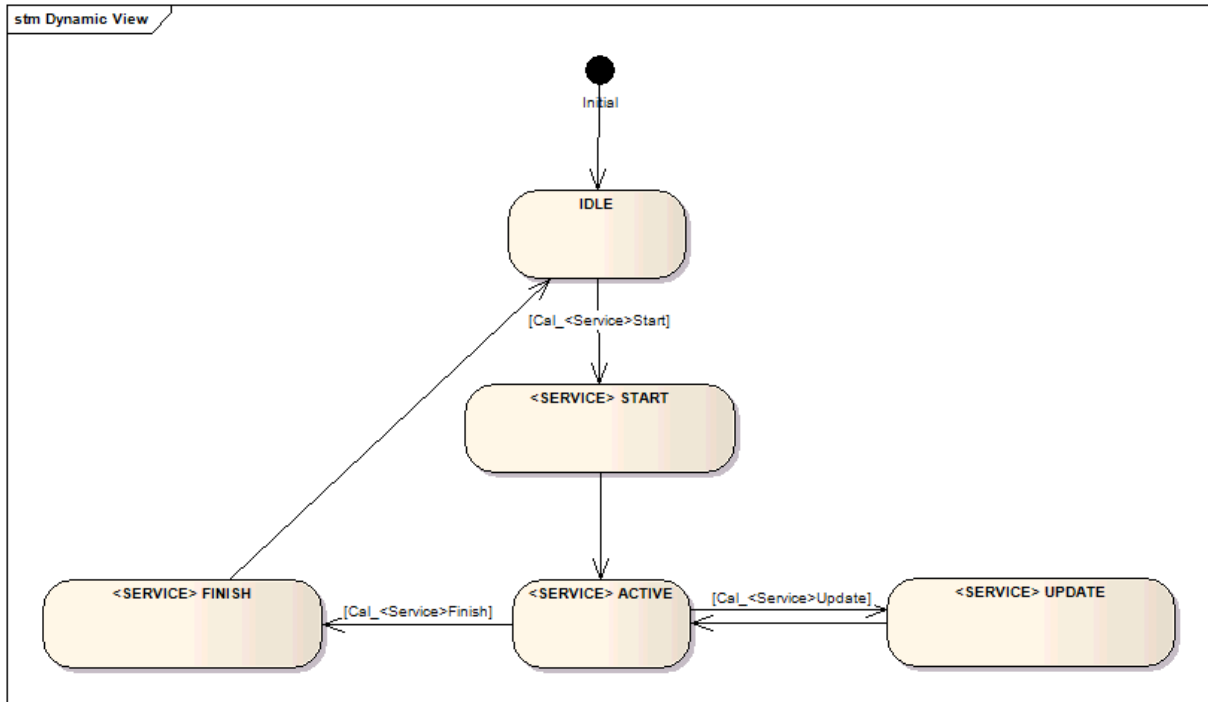 stm Dynamic View
Initial
IDLE
[Cal_<Service>Start]
<SERVICE> START
<SERVICE> FINISH
[Cal_<Service>Finish]
<SERVICE> ACTIVE
[Cal_<Service>Update]
<SERVICE> UPDATE